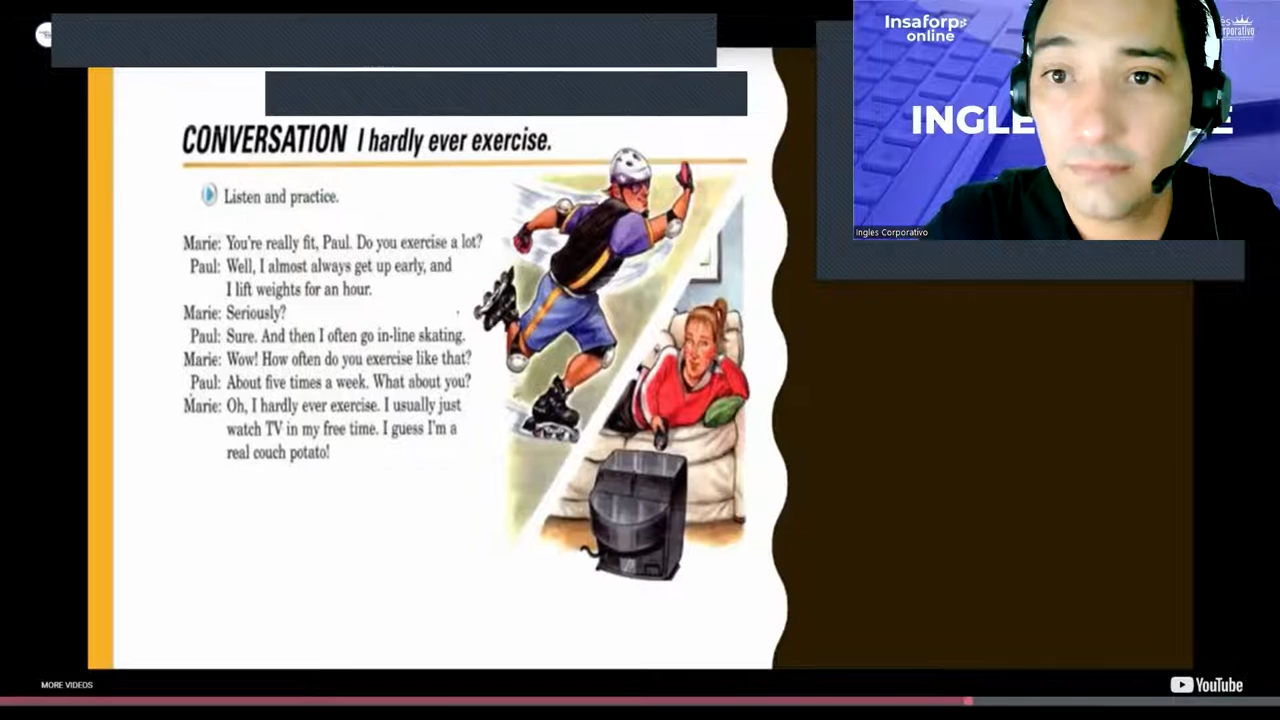 Insaforp
online
INGLE
Ingles Corporativo
CONVERSATION I hardly ever exercise.
Listen and practice.
Marie: You're really fit, Paul. Do you exercise a lot?
Paul: Well, I almost always get up early, and
I lift weights for an hour.
Marie: Seriously?
Paul: Sure. And then I often go in-line skating.
Marie: Wow! How often do you exercise like that?
Paul: About five times a week. What about you?
Marie: Oh, I hardly ever exercise. I usually just
watch TV in my free time. I guess I'm a
real couch potato!
MORE VIDEOS
YouTube